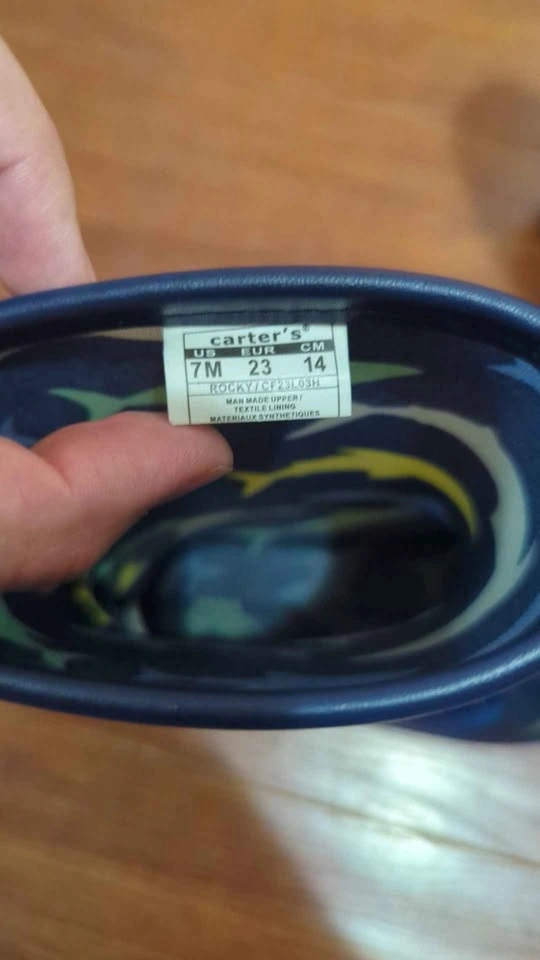 carter's®
US EUR CM
7M 23 14
ROCKY/CF23L03H
MAN MADE UPPER/
TEXTILE LINING
MATERIAUX SYNTHETIQUES